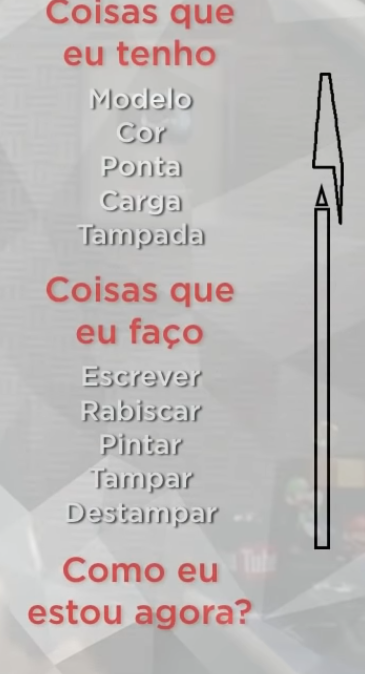 Coisas que
eu tenho
Modelo
Cor
Ponta
Carga
Tampada
Coisas que
eu faço
Escrever
Rabiscar
Pintar
Tampar
Destampar
Como eu
estou agora?